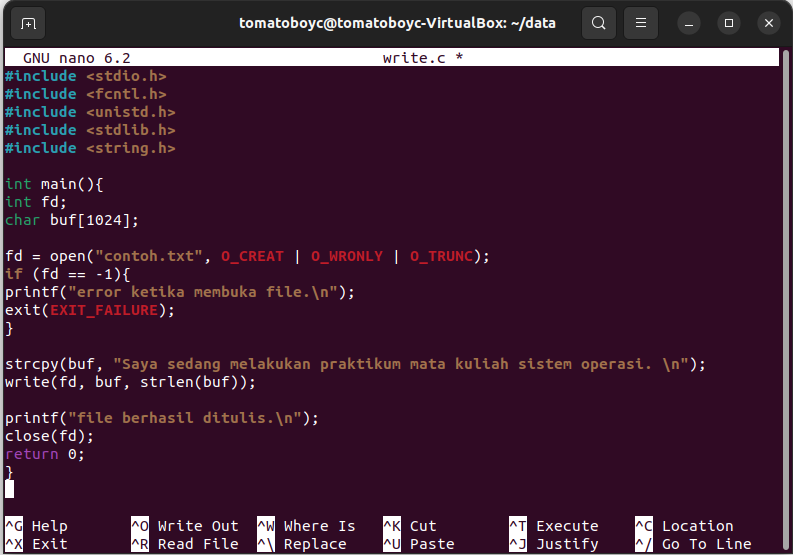 tomatoboyc@tomatoboyc-VirtualBox: ~/data
GNU nano 6.2 write.c *
#include <stdio.h>
#include <fcntl.h>
#include <unistd.h>
#include <stdlib.h>
#include <string.h>

int main(){
int fd;
char buf[1024];

fd = open("contoh.txt", O_CREAT | O_WRONLY | O_TRUNC);
if (fd == -1){
printf("error ketika membuka file.\n");
exit(EXIT_FAILURE);
}

strcpy(buf, "Saya sedang melakukan praktikum mata kuliah sistem operasi. \n");
write(fd, buf, strlen(buf));

printf("file berhasil ditulis.\n");
close(fd);
return 0;
}

^G Help ^O Write Out ^W Where Is ^K Cut ^T Execute ^C Location
^X Exit ^R Read File ^\ Replace ^U Paste ^J Justify ^/ Go To Line